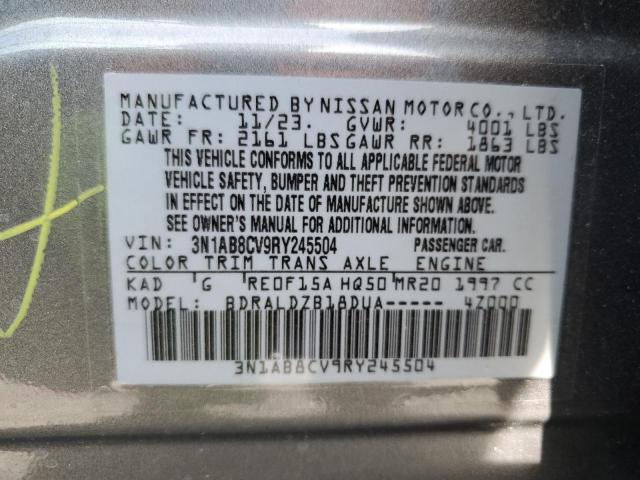 MANUFACTURED BY NISSAN MOTOR CO., LTD.
DATE: 11/23. GVWR: 4001 LBS
GAWR FR: 2161 LBS GAWR RR: 1863 LBS
THIS VEHICLE CONFORMS TO ALL APPLICABLE FEDERAL MOTOR
VEHICLE SAFETY, BUMPER AND THEFT PREVENTION STANDARDS
IN EFFECT ON THE DATE OF MANUFACTURE SHOWN ABOVE.
SEE OWNER'S MANUAL FOR ADDITIONAL INFORMATION.
VIN: 3N1AB8CV9RY245504 PASSENGER CAR.
COLOR TRIM TRANS AXLE ENGINE
KAD G RE0F15A HQ50 MR20 1997 CC
MODEL: BDRALDZB18DUA----- 4Z000
3N1AB8CV9RY245504